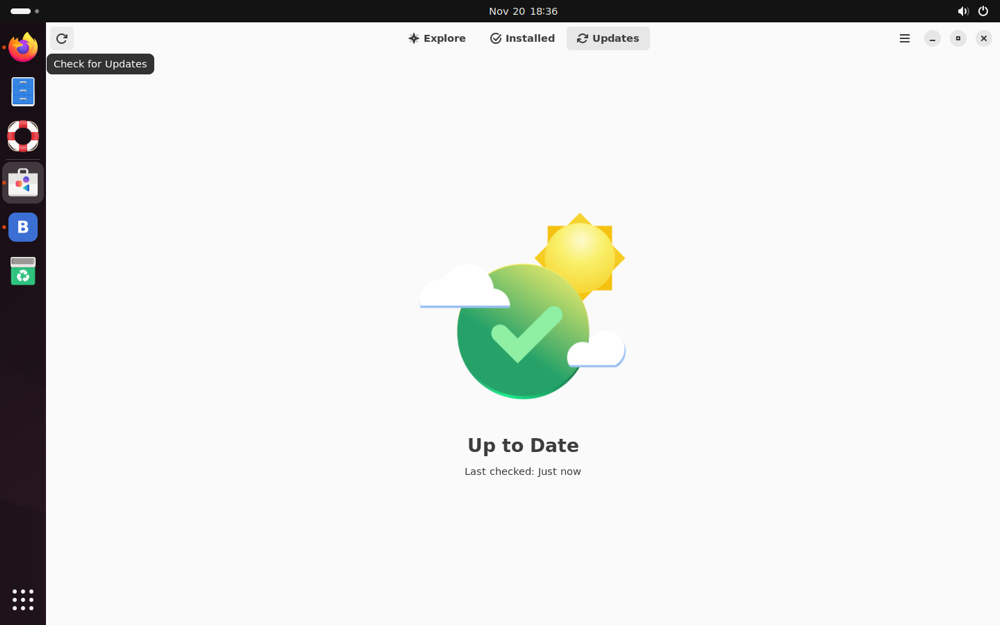 Nov 20 18:36
Explore
Installed
Updates
Check for Updates
B
Up to Date
Last checked: Just now